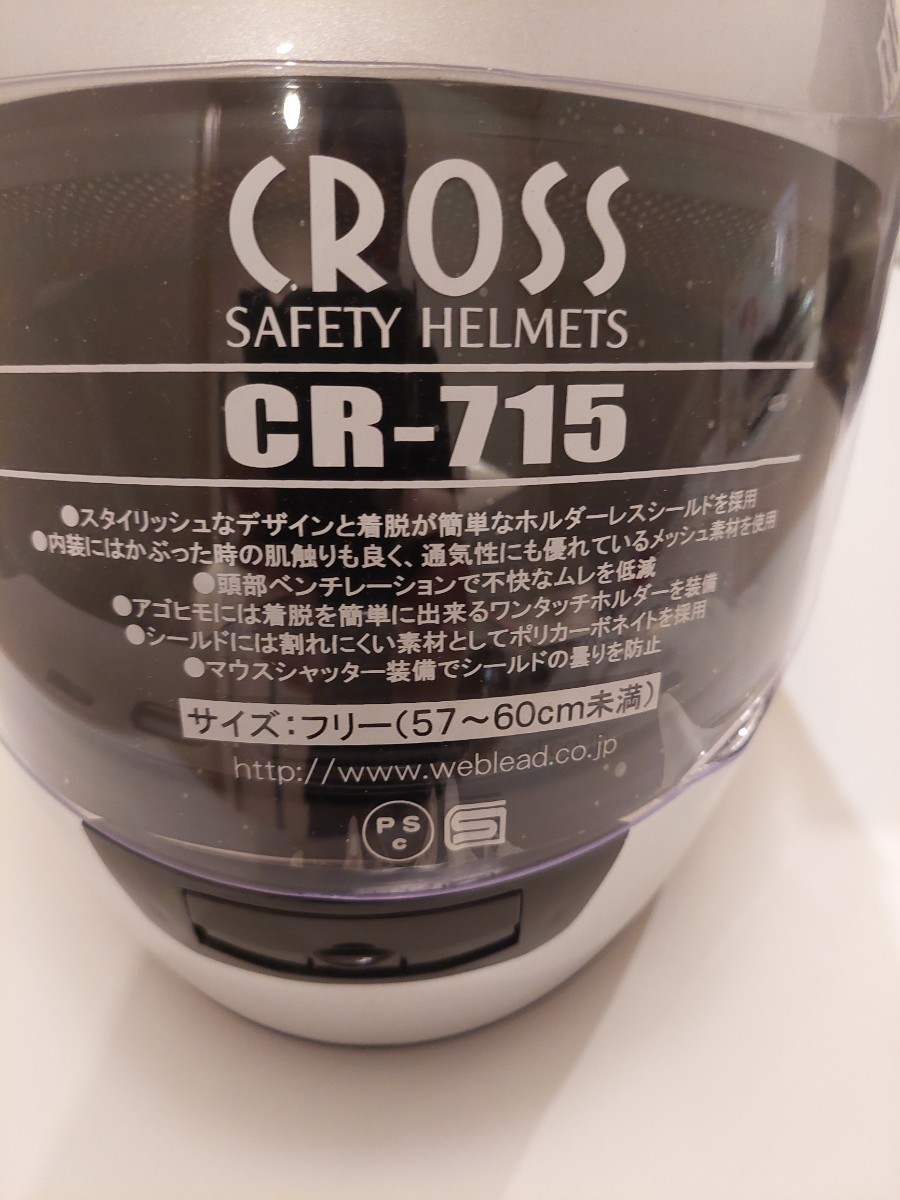 CROSS
SAFETY HELMETS
CR-715
●スタイリッシュなデザインと着脱が簡単なホルダーレスシールドを採用
●内装にはかぶった時の肌触りも良く、通気性にも優れているメッシュ素材を使用
●頭部ベンチレーションで不快なムレを低減
●アゴヒモには着脱を簡単に出来るワンタッチホルダーを装備
●シールドには割れにくい素材としてポリカーボネイトを採用
●マウスシャッター装備でシールドの曇りを防止
サイズ:フリー(57～60cm未満)
http://www.weblead.co.jp
PS
C
S